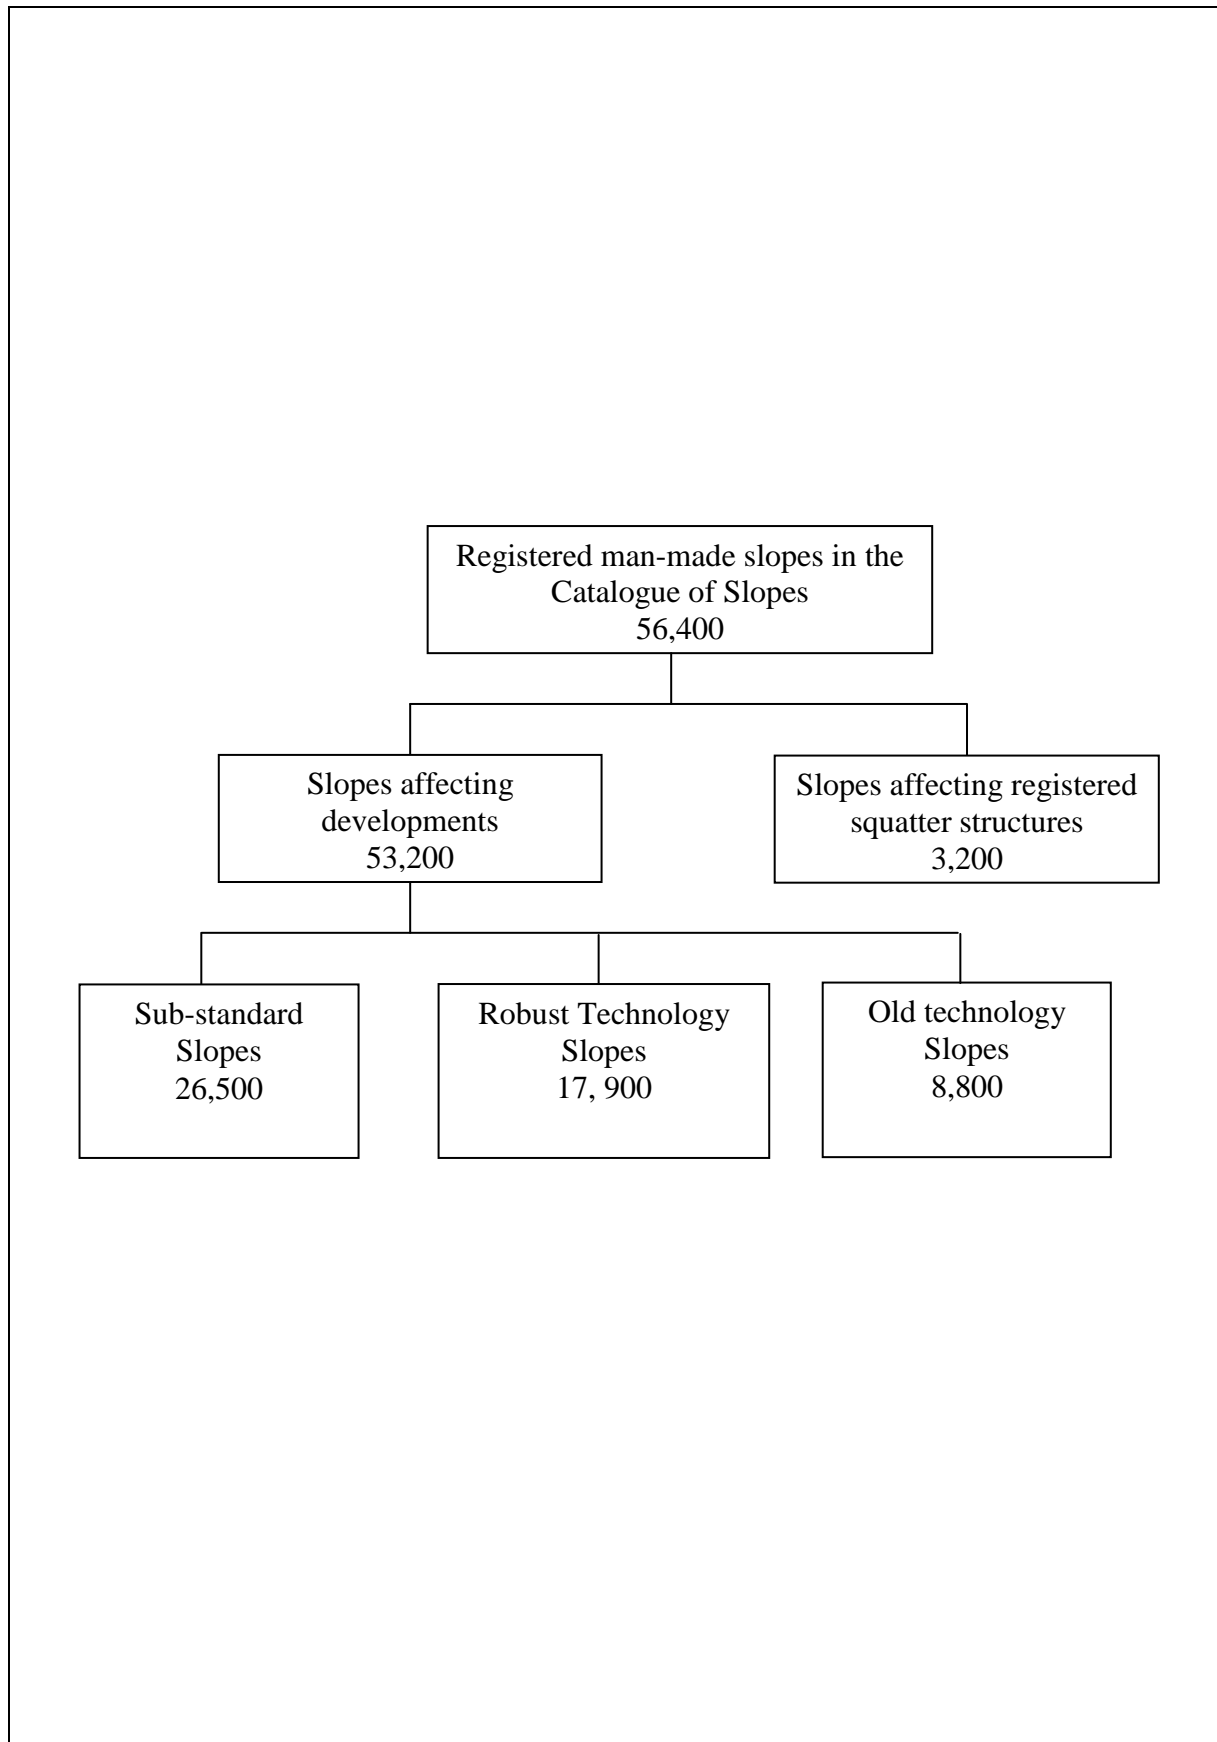 Registered man-made slopes in the
Catalogue of Slopes
56,400
Slopes affecting
developments
53,200
Slopes affecting registered
squatter structures
3,200
Sub-standard
Slopes
26,500
Robust Technology
Slopes
17, 900
Old technology
Slopes
8,800